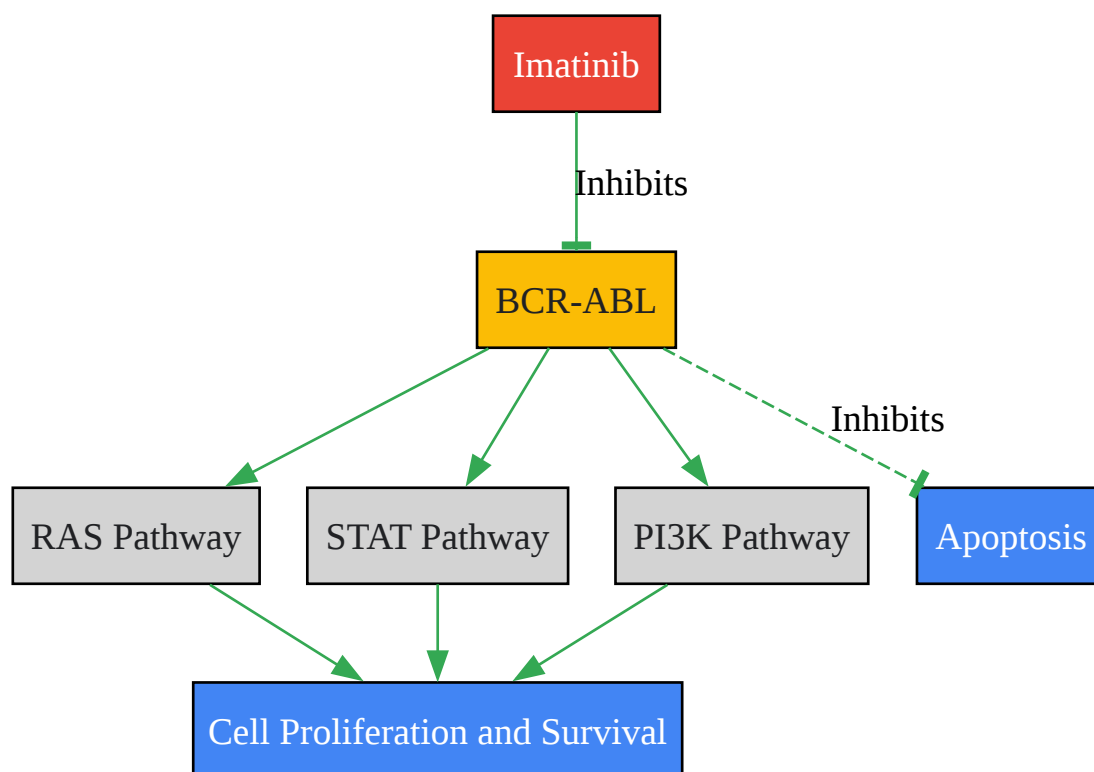 Imatinib
Inhibits
BCR-ABL
Inhibits
RAS Pathway
STAT Pathway
PI3K Pathway
Apoptosis
Cell Proliferation and Survival